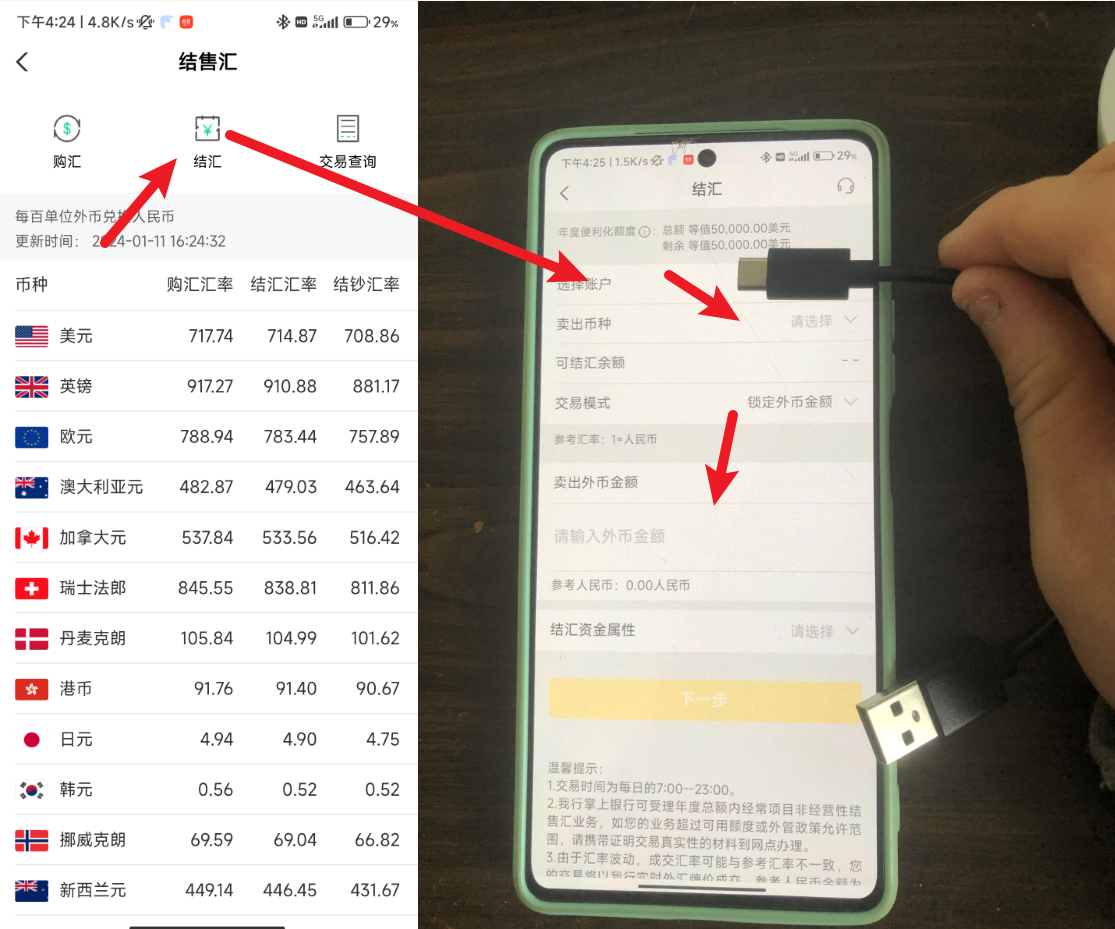 下午4:24 | 4.8K/s
HD 5G 29%
结售汇
购汇 结汇 交易查询
每百单位外币兑换人民币
更新时间: 2024-01-11 16:24:32
币种 购汇汇率 结汇汇率 结钞汇率
美元 717.74 714.87 708.86
英镑 917.27 910.88 881.17
欧元 788.94 783.44 757.89
澳大利亚元 482.87 479.03 463.64
加拿大元 537.84 533.56 516.42
瑞士法郎 845.55 838.81 811.86
丹麦克朗 105.84 104.99 101.62
港币 91.76 91.40 90.67
日元 4.94 4.90 4.75
韩元 0.56 0.52 0.52
挪威克朗 69.59 69.04 66.82
新西兰元 449.14 446.45 431.67
下午4:25 | 1.5K/s
HD 5G 29%
结汇
年度便利化额度: 总额 等值50,000.00美元
剩余 等值50,000.00美元
选择账户
卖出币种 请选择
可结汇余额 --
交易模式 锁定外币金额
参考汇率: 1=人民币
卖出外币金额
请输入外币金额
参考人民币: 0.00人民币
结汇资金属性 请选择
下一步
温馨提示:
1.交易时间为每日的7:00--23:00。
2.我行掌上银行可受理年度总额内经常项目非经营性结
售汇业务,如您的业务超过可用额度或外管政策允许范
围,请携带证明交易真实性的材料到网点办理。
3.由于汇率波动,成交汇率可能与参考汇率不一致,您
的交易将以我行实时外汇牌价成交,参考人民币金额为